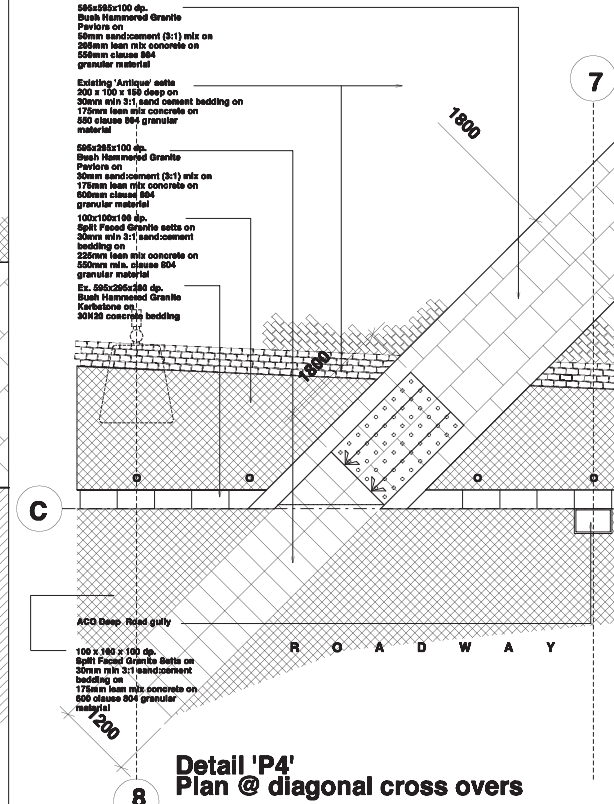 595x595x100 dp.
Bush Hammered Granite
Paviors on
50mm sand:cement (3:1) mix on
265mm lean mix concrete on
550mm clause 804
granular material
Existing 'Antique' setts
200 x 100 x 150 deep on
30mm min 3:1 sand cement bedding on
175mm lean mix concrete on
550 clause 804 granular
material
595x295x100 dp.
Bush Hammered Granite
Paviors on
30mm sand:cement (3:1) mix on
175mm lean mix concrete on
600mm clause 804
granular material
100x100x100 dp.
Split Faced Granite setts on
30mm min 3:1 sand:cement
bedding on
225mm lean mix concrete on
550mm min. clause 804
granular material
Ex. 595x295x280 dp.
Bush Hammered Granite
Kerbstone on
30N20 concrete bedding
1800
7
1800
C
ACO Deep Road gully
R O A D W A Y
100 x 100 x 100 dp.
Split Faced Granite Setts on
30mm min 3:1 sand:cement
bedding on
175mm lean mix concrete on
600 clause 804 granular
material
1200
8
Detail 'P4'
Plan @ diagonal cross overs